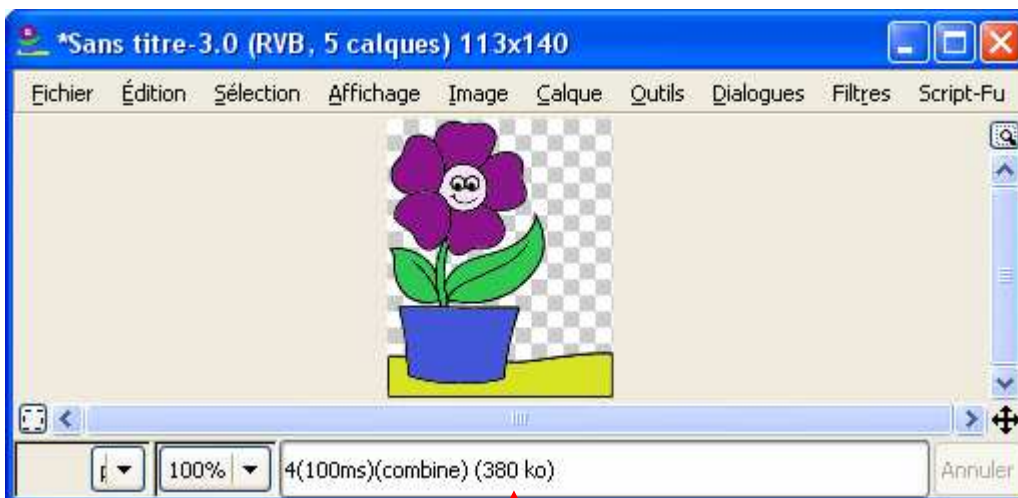 *Sans titre-3.0 (RVB, 5 calques) 113x140
Fichier Édition Sélection Affichage Image Calque Outils Dialogues Filtres Script-Fu
100% 4(100ms)(combine) (380 ko) Annuler